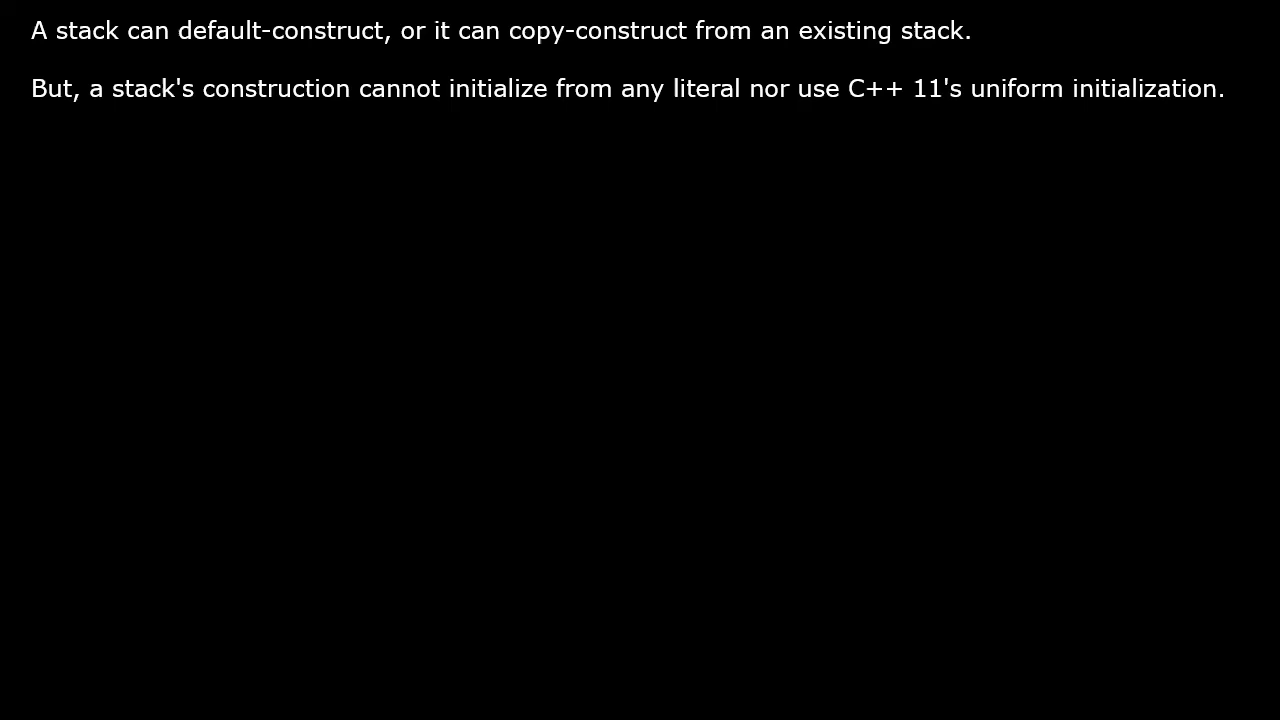 A stack can default-construct, or it can copy-construct from an existing stack.
But, a stack's construction cannot initialize from any literal nor use C++ 11's uniform initialization.